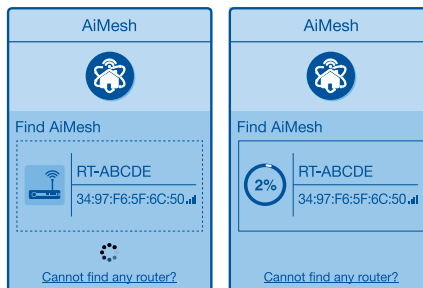 AiMesh
Find AiMesh
RT-ABCDE
34:97:F6:5F:6C:50
Cannot find any router?
AiMesh
Find AiMesh
2%
RT-ABCDE
34:97:F6:5F:6C:50
Cannot find any router?